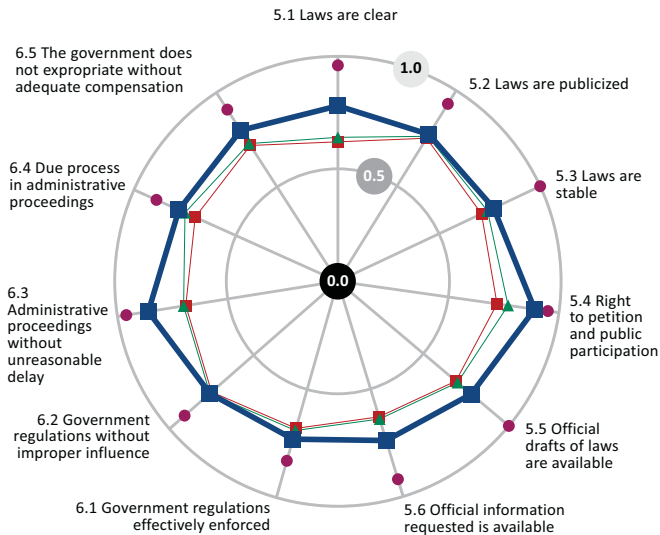 5.1 Laws are clear
1.0
5.2 Laws are publicized
0.5
5.3 Laws are
stable
0.0
5.4 Right
to petition
and public
participation
5.5 Official
drafts of laws
are available
5.6 Official information
requested is available
6.1 Government regulations
effectively enforced
6.2 Government
regulations without
improper influence
6.3
Administrative
proceedings
without
unreasonable
delay
6.4 Due process
in administrative
proceedings
6.5 The government does
not expropriate without
adequate compensation